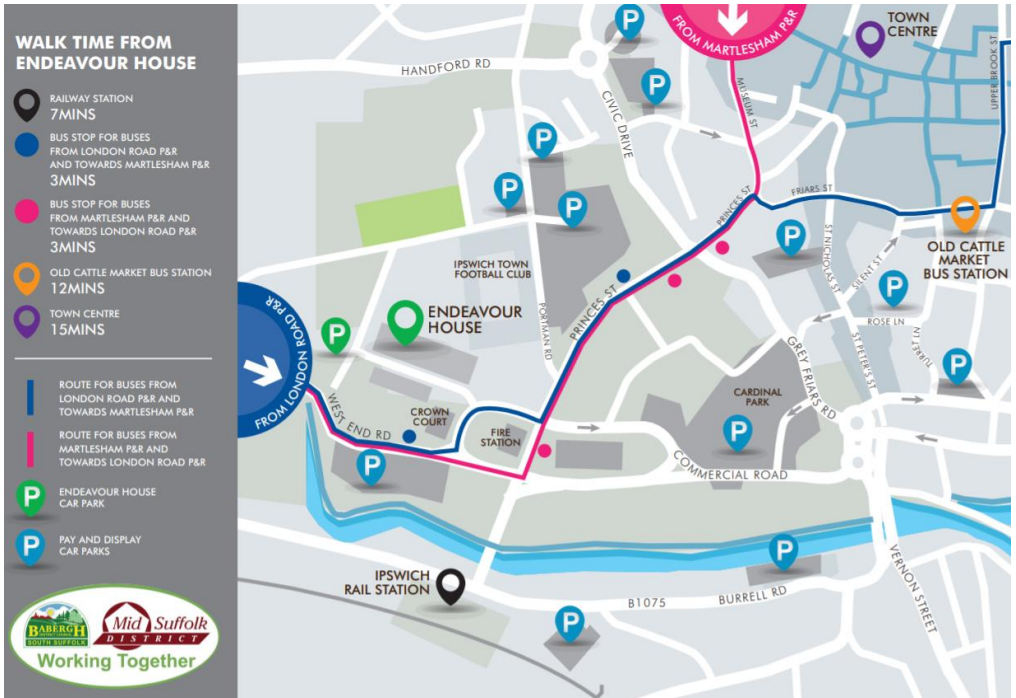 WALK TIME FROM
ENDEAVOUR HOUSE
RAILWAY STATION
7MINS
BUS STOP FOR BUSES
FROM LONDON ROAD P&R
AND TOWARDS MARTLESHAM P&R
3MINS
BUS STOP FOR BUSES
FROM MARTLESHAM P&R AND
TOWARDS LONDON ROAD P&R
3MINS
OLD CATTLE MARKET BUS STATION
12MINS
TOWN CENTRE
15MINS
ROUTE FOR BUSES FROM
LONDON ROAD P&R AND
TOWARDS MARTLESHAM P&R
ROUTE FOR BUSES FROM
MARTLESHAM P&R AND
TOWARDS LONDON ROAD P&R
P
ENDEAVOUR HOUSE
CAR PARK
P
PAY AND DISPLAY
CAR PARKS
BABERGH
DISTRICT COUNCIL
SOUTH SUFFOLK
Mid Suffolk
DISTRICT
Working Together
FROM MARTLESHAM P&R
TOWN
CENTRE
P
HANDFORD RD
P
CIVIC DRIVE
MUSEUM ST
UPPER BROOK ST
P
P
P
PRINCES ST
FRIARS ST
P
ST NICHOLAS ST
SILENT ST
OLD CATTLE
MARKET
BUS STATION
IPSWICH TOWN
FOOTBALL CLUB
P
ROSE LN
TURRET LN
ST PETER'S ST
P
ENDEAVOUR
HOUSE
P
PORTMAN RD
PRINCES ST
GREY FRIARS RD
FROM LONDON ROAD P&R
WEST END RD
CROWN
COURT
FIRE
STATION
CARDINAL
PARK
P
P
COMMERCIAL ROAD
P
VERNON STREET
IPSWICH
RAIL STATION
B1075
BURRELL RD
P